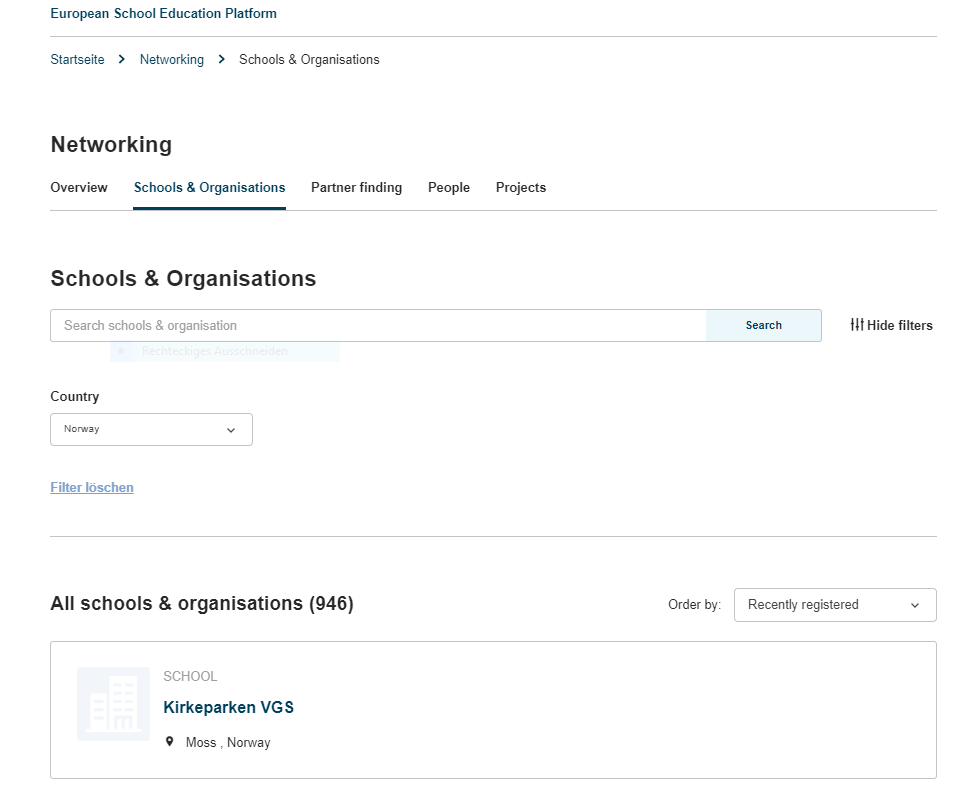 European School Education Platform
Startseite > Networking > Schools & Organisations
Networking
Overview Schools & Organisations Partner finding People Projects
Schools & Organisations
Search schools & organisation Search Hide filters
Rechteckiges Ausschneiden
Country
Norway
Filter löschen
All schools & organisations (946) Order by: Recently registered
SCHOOL
Kirkeparken VGS
Moss , Norway